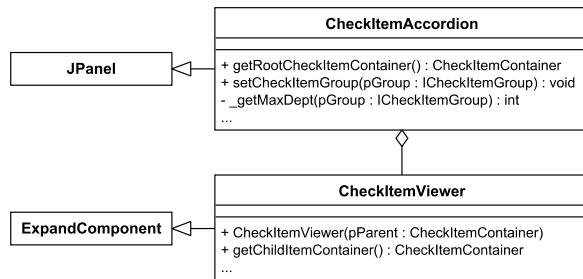 CheckItemAccordion
JPanel
+ getRootCheckItemContainer() : CheckItemContainer
+ setCheckItemGroup(pGroup : ICheckItemGroup) : void
- _getMaxDept(pGroup : ICheckItemGroup) : int
...
CheckItemViewer
ExpandComponent
+ CheckItemViewer(pParent : CheckItemContainer)
+ getChildItemContainer() : CheckItemContainer
...